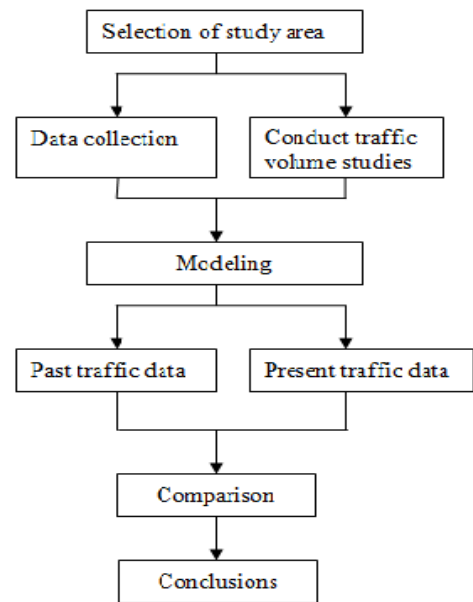 Selection of study area
Data collection
Conduct traffic
volume studies
Modeling
Past traffic data
Present traffic data
Comparison
Conclusions